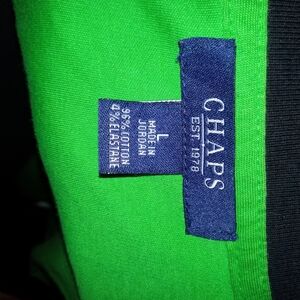 CHAPS
EST 1978
L
MADE IN
JORDAN
96% COTTON
4% ELASTANE